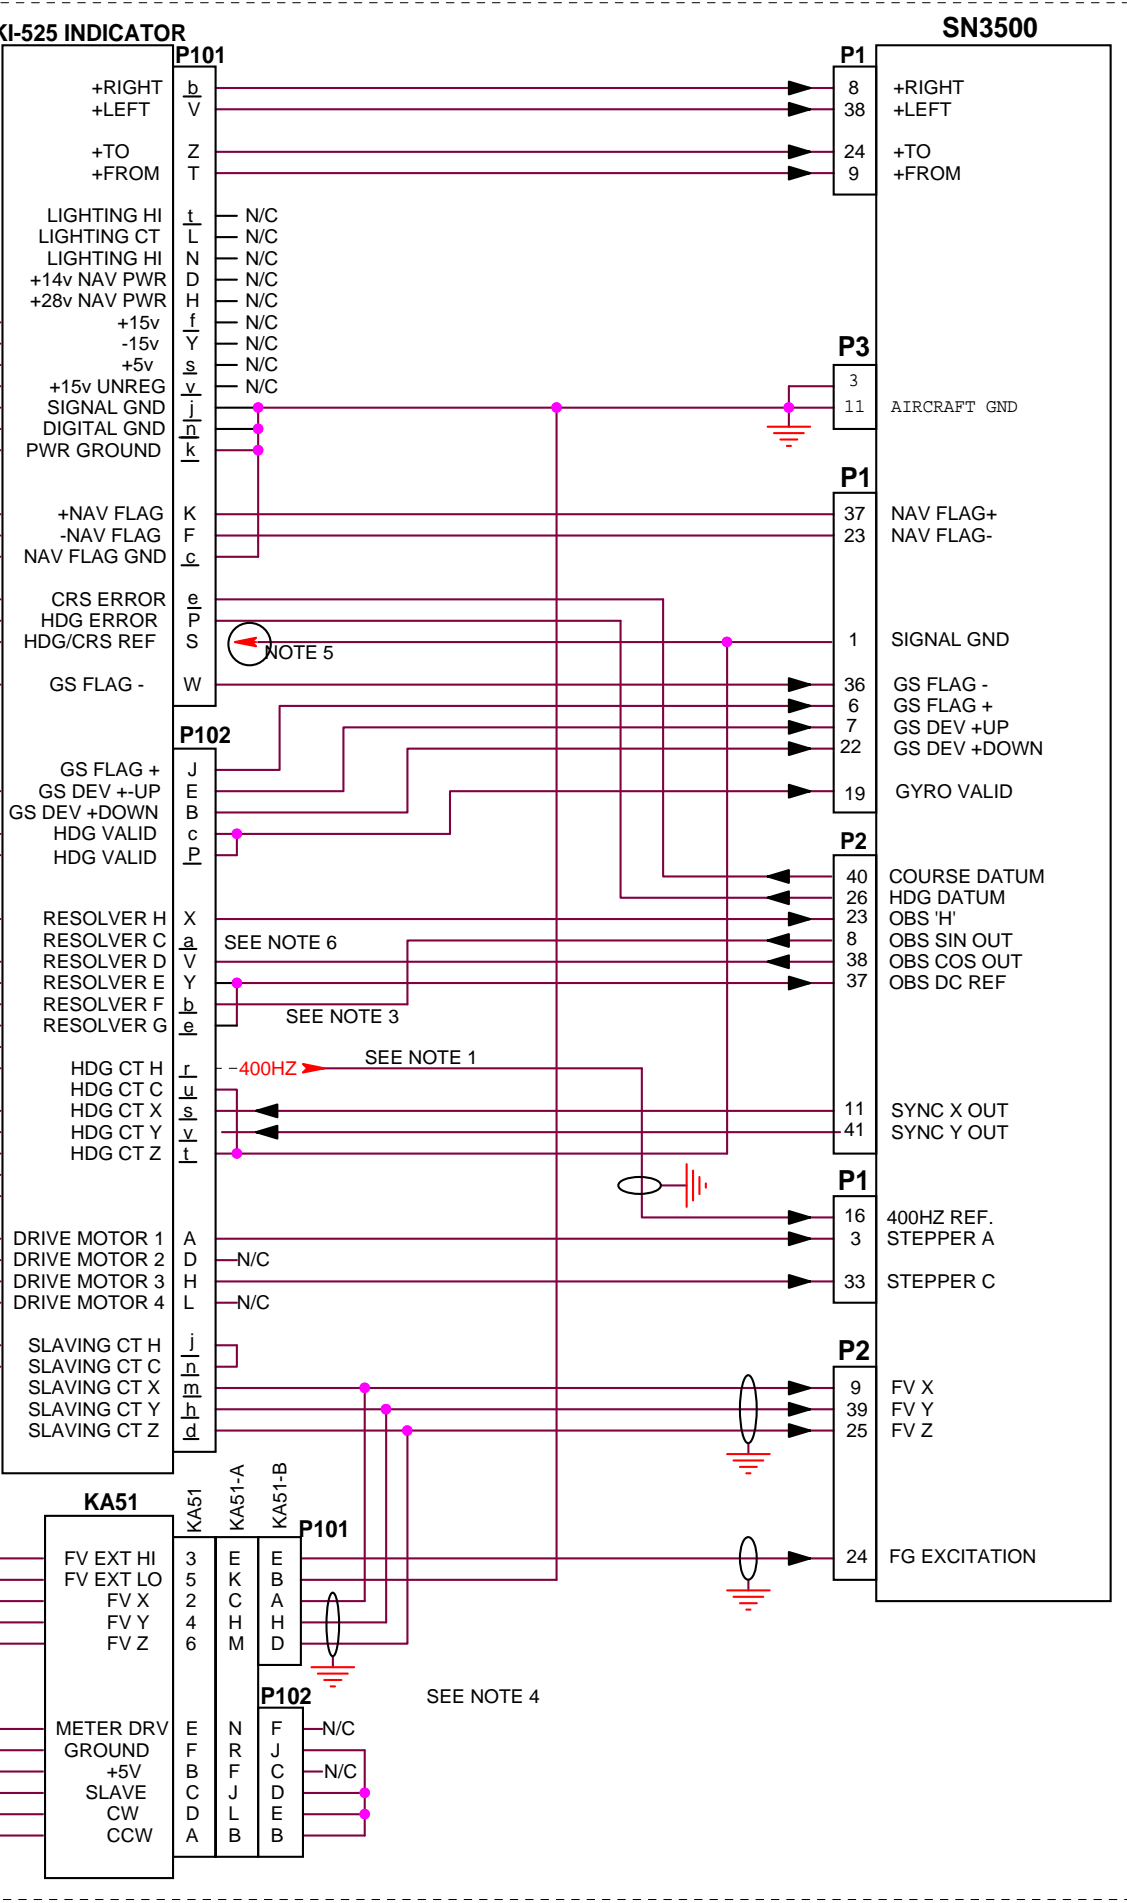 KI-525 INDICATOR
SN3500
P101
P1
+RIGHT b 8 +RIGHT
+LEFT V 38 +LEFT
+TO Z 24 +TO
+FROM T 9 +FROM
LIGHTING HI t N/C
LIGHTING CT L N/C
LIGHTING HI N N/C
+14v NAV PWR D N/C
+28v NAV PWR H N/C
+15v f N/C
-15v Y N/C
+5v s N/C
+15v UNREG v N/C
P3
3
SIGNAL GND j 11 AIRCRAFT GND
DIGITAL GND n
PWR GROUND k
P1
+NAV FLAG K 37 NAV FLAG+
-NAV FLAG F 23 NAV FLAG-
NAV FLAG GND c
CRS ERROR e
HDG ERROR P
HDG/CRS REF S NOTE 5 1 SIGNAL GND
GS FLAG - W 36 GS FLAG -
6 GS FLAG +
7 GS DEV +UP
22 GS DEV +DOWN
P102
GS FLAG + J
GS DEV +-UP E 19 GYRO VALID
GS DEV +DOWN B
HDG VALID c
HDG VALID P
P2
40 COURSE DATUM
26 HDG DATUM
RESOLVER H X 23 OBS 'H'
RESOLVER C a SEE NOTE 6 8 OBS SIN OUT
RESOLVER D V 38 OBS COS OUT
RESOLVER E Y 37 OBS DC REF
RESOLVER F b
RESOLVER G e SEE NOTE 3
HDG CT H r 400HZ SEE NOTE 1
HDG CT C u
HDG CT X s 11 SYNC X OUT
HDG CT Y v 41 SYNC Y OUT
HDG CT Z t
P1
16 400HZ REF.
DRIVE MOTOR 1 A 3 STEPPER A
DRIVE MOTOR 2 D N/C
DRIVE MOTOR 3 H 33 STEPPER C
DRIVE MOTOR 4 L N/C
P2
SLAVING CT H j
SLAVING CT C n
SLAVING CT X m 9 FV X
SLAVING CT Y h 39 FV Y
SLAVING CT Z d 25 FV Z
KA51 KA51 KA51-A KA51-B P101
FV EXT HI 3 E E 24 FG EXCITATION
FV EXT LO 5 K B
FV X 2 C A
FV Y 4 H H
FV Z 6 M D
P102
SEE NOTE 4
METER DRV E N F N/C
GROUND F R J
+5V B F C N/C
SLAVE C J D
CW D L E
CCW A B B